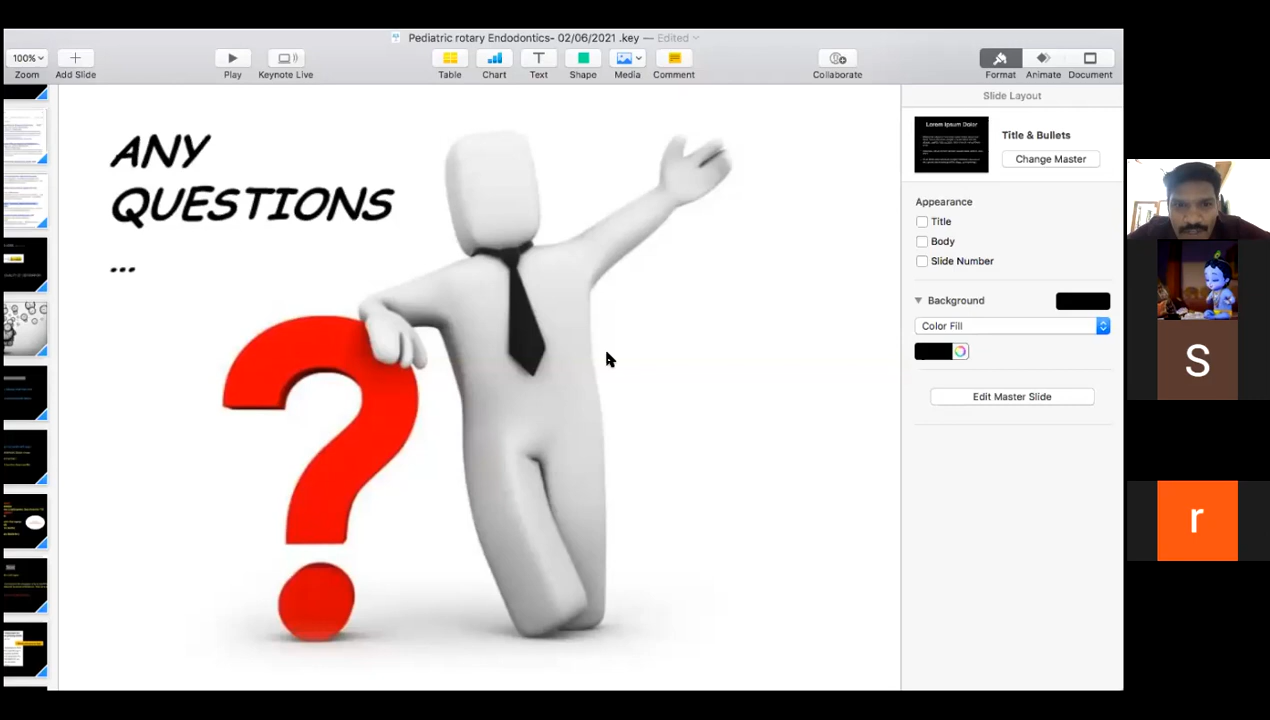 Pediatric rotary Endodontics- 02/06/2021 .key — Edited
100%
Zoom
Add Slide
Play
Keynote Live
Table
Chart
Text
Shape
Media
Comment
Collaborate
Format
Animate
Document
Slide Layout
Lorem Ipsum Dolor
Title & Bullets
Change Master
Appearance
Title
Body
Slide Number
Background
Color Fill
Edit Master Slide
ANY
QUESTIONS
...
S
r